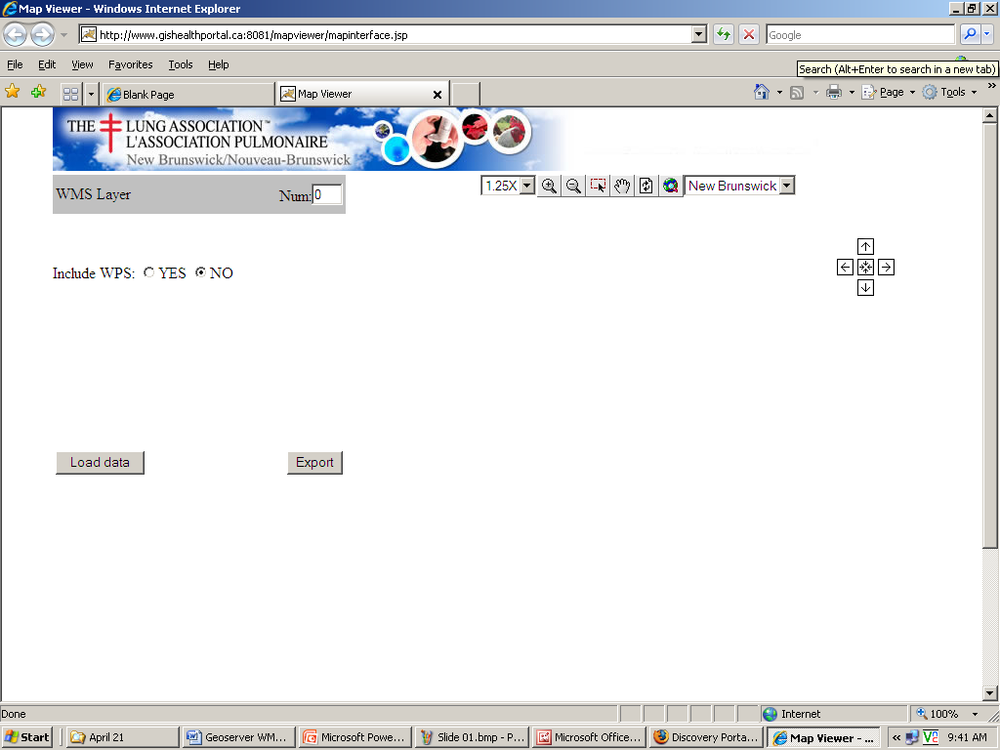 Map Viewer - Windows Internet Explorer
http://www.gishealthportal.ca:8081/mapviewer/mapinterface.jsp
Google
File Edit View Favorites Tools Help
Search (Alt+Enter to search in a new tab)
Blank Page
Map Viewer
Page
Tools
THE LUNG ASSOCIATION™
L'ASSOCIATION PULMONAIRE
New Brunswick/Nouveau-Brunswick
WMS Layer Num:0
1.25X
New Brunswick
Include WPS: YES NO
Load data
Export
Done
Internet
100%
Start
April 21
Geoserver WM...
Microsoft Powe...
Slide 01.bmp - P...
Microsoft Office...
Discovery Porta...
Map Viewer - ...
9:41 AM